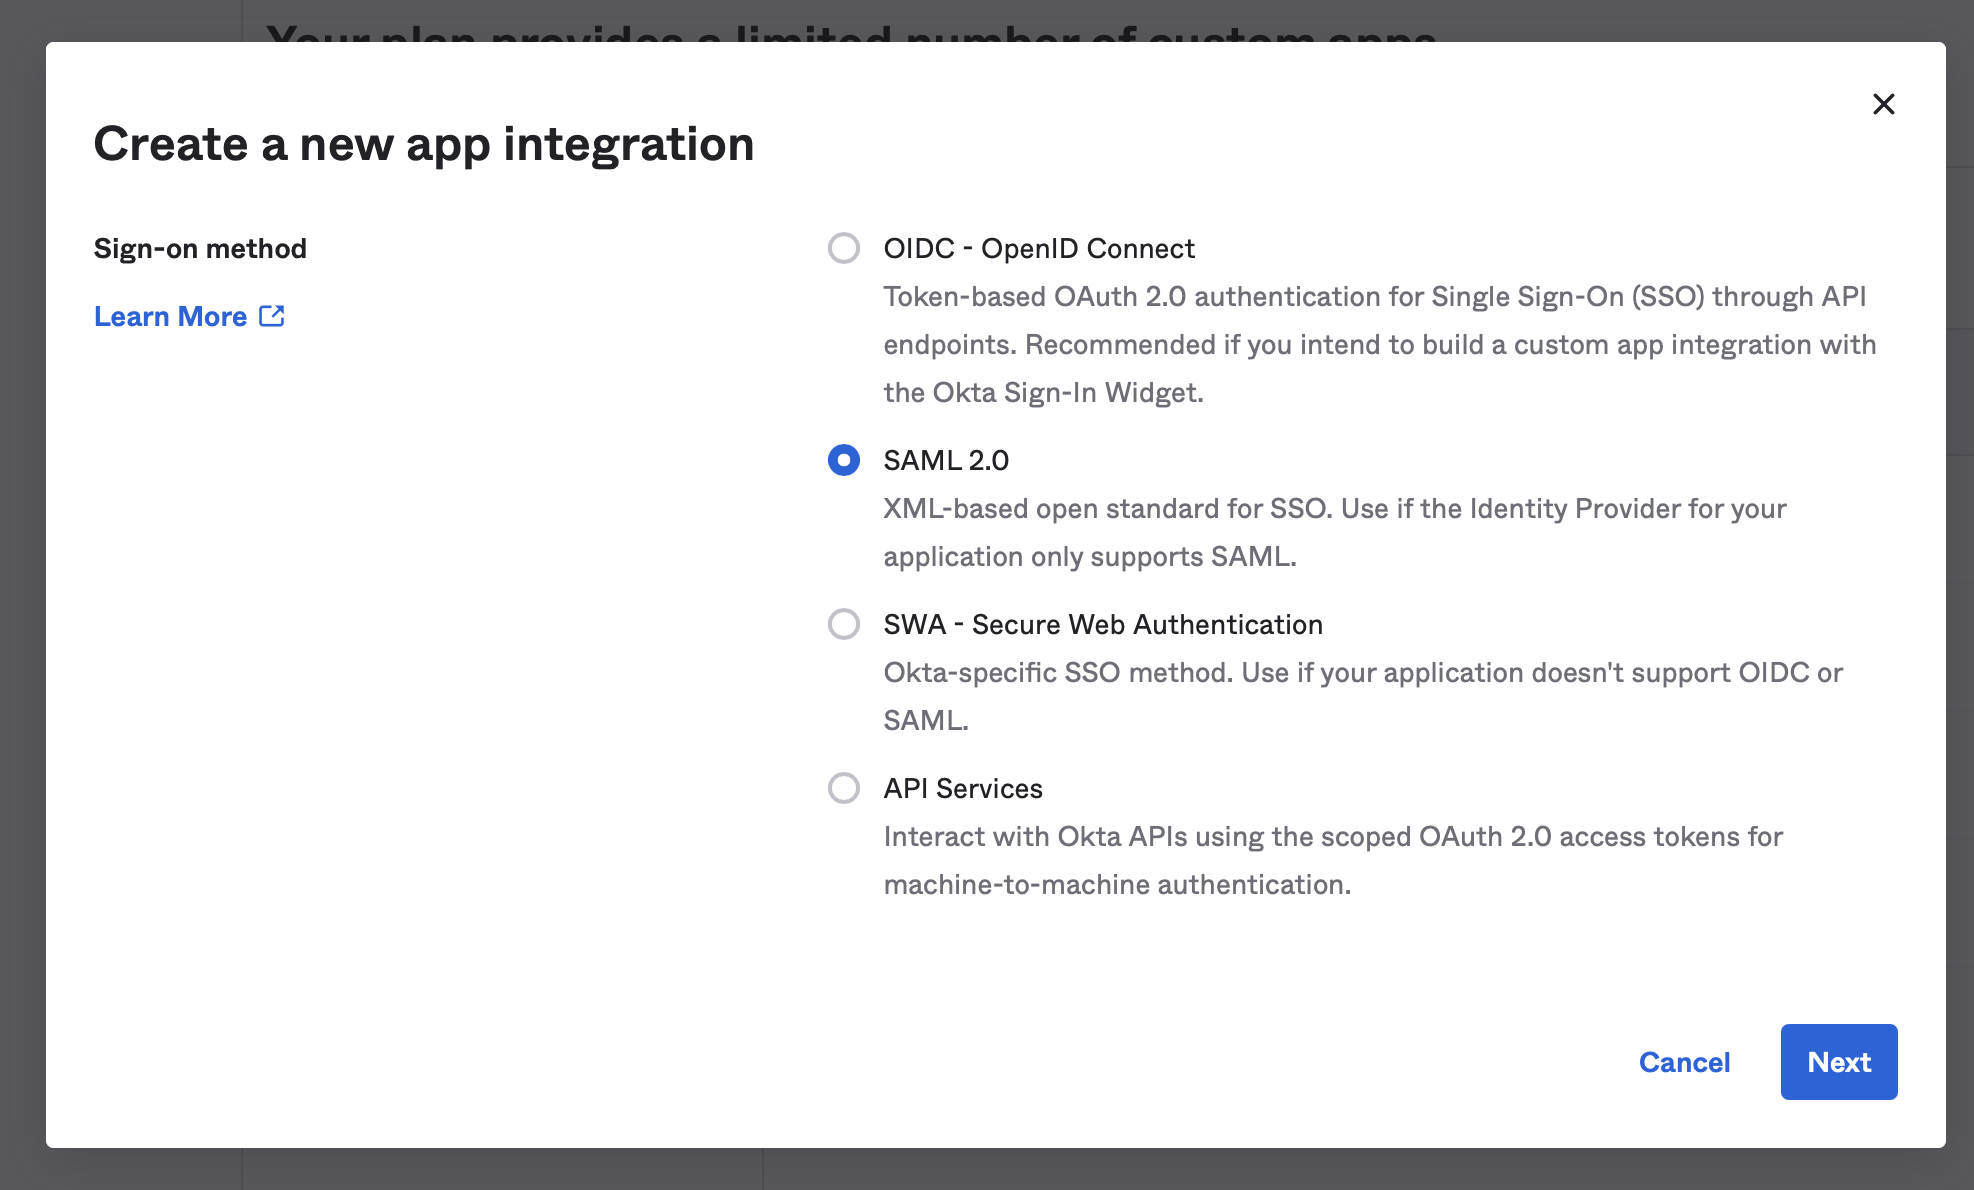 Your plan provides a limited number of custom apps
Create a new app integration
Sign-on method
Learn More
OIDC - OpenID Connect
Token-based OAuth 2.0 authentication for Single Sign-On (SSO) through API
endpoints. Recommended if you intend to build a custom app integration with
the Okta Sign-In Widget.
SAML 2.0
XML-based open standard for SSO. Use if the Identity Provider for your
application only supports SAML.
SWA - Secure Web Authentication
Okta-specific SSO method. Use if your application doesn't support OIDC or
SAML.
API Services
Interact with Okta APIs using the scoped OAuth 2.0 access tokens for
machine-to-machine authentication.
Cancel
Next